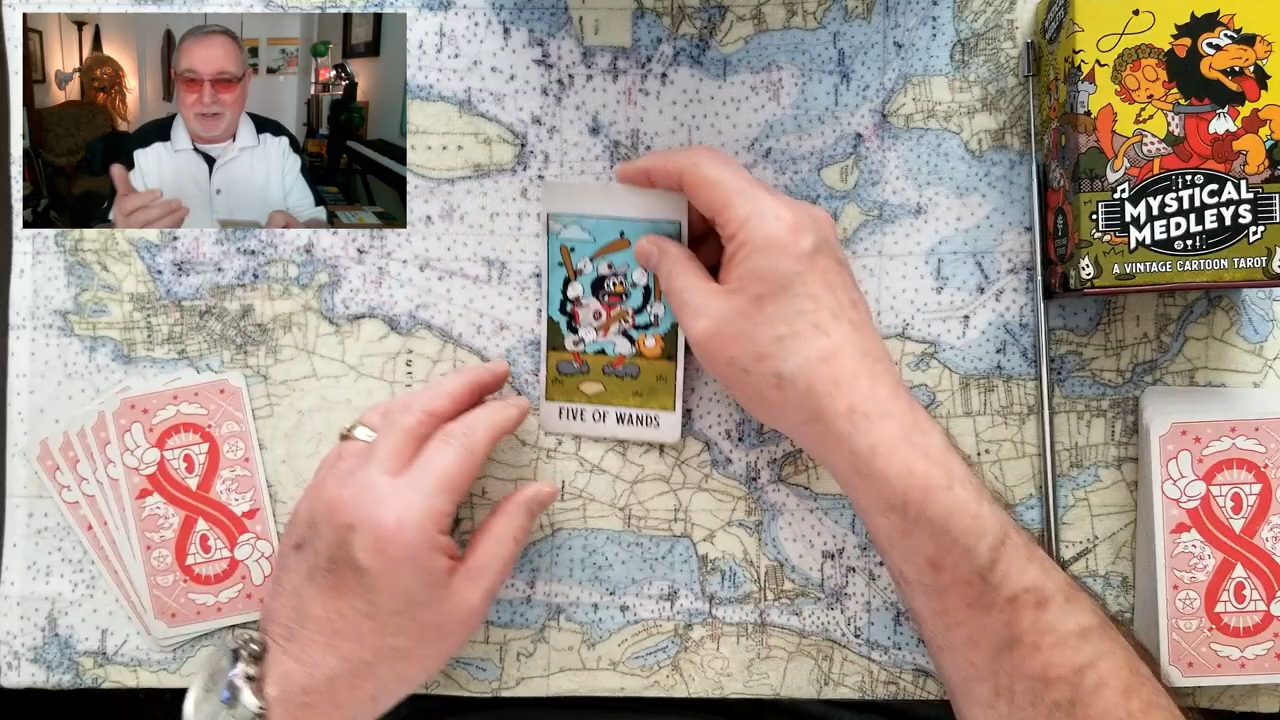 MYSTICAL
MEDLEYS
A VINTAGE CARTOON TAROT
FIVE OF WANDS